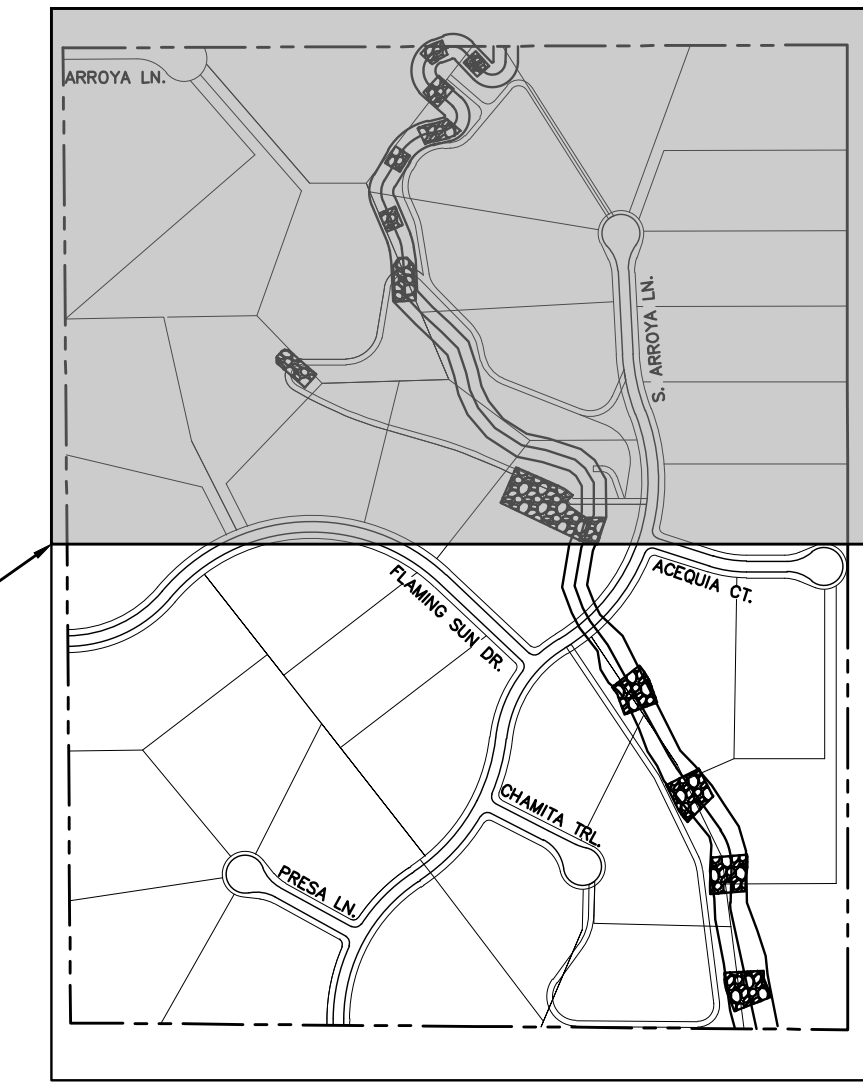 ARROYA LN.
S. ARROYA LN.
FLAMING SUN DR.
ACEQUIA CT.
CHAMITA TRL.
PRESA LN.